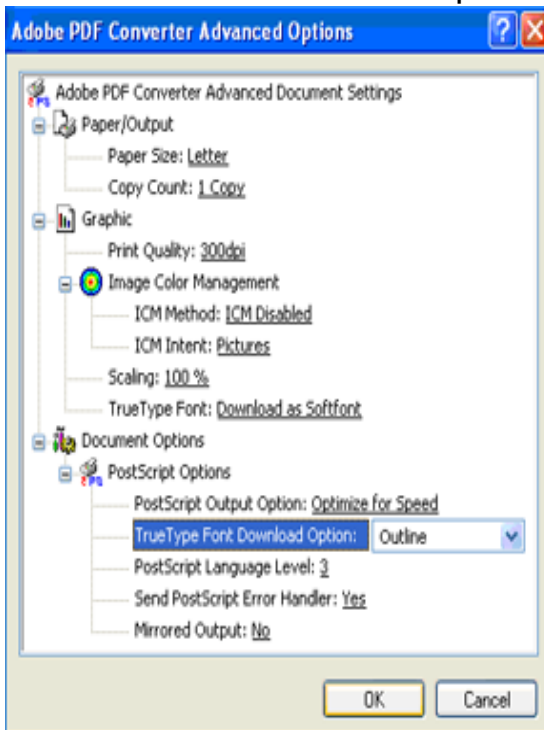 Adobe PDF Converter Advanced Options
Adobe PDF Converter Advanced Document Settings
Paper/Output
Paper Size: Letter
Copy Count: 1 Copy
Graphic
Print Quality: 300dpi
Image Color Management
ICM Method: ICM Disabled
ICM Intent: Pictures
Scaling: 100 %
TrueType Font: Download as Softfont
Document Options
PostScript Options
PostScript Output Option: Optimize for Speed
TrueType Font Download Option: Outline
PostScript Language Level: 3
Send PostScript Error Handler: Yes
Mirrored Output: No
OK Cancel